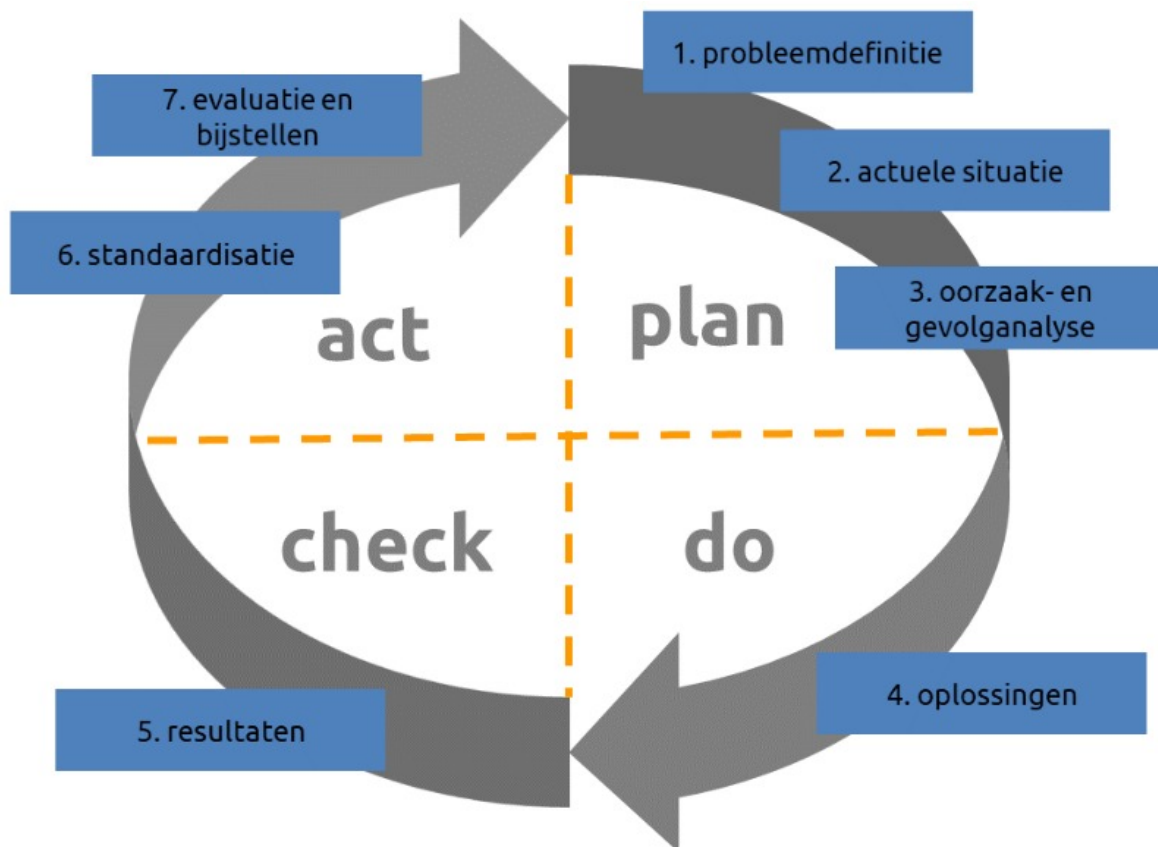 1. probleemdefinitie
7. evaluatie en
bijstellen
2. actuele situatie
6. standaardisatie
3. oorzaak- en
gevolganalyse
act
plan
check
do
4. oplossingen
5. resultaten